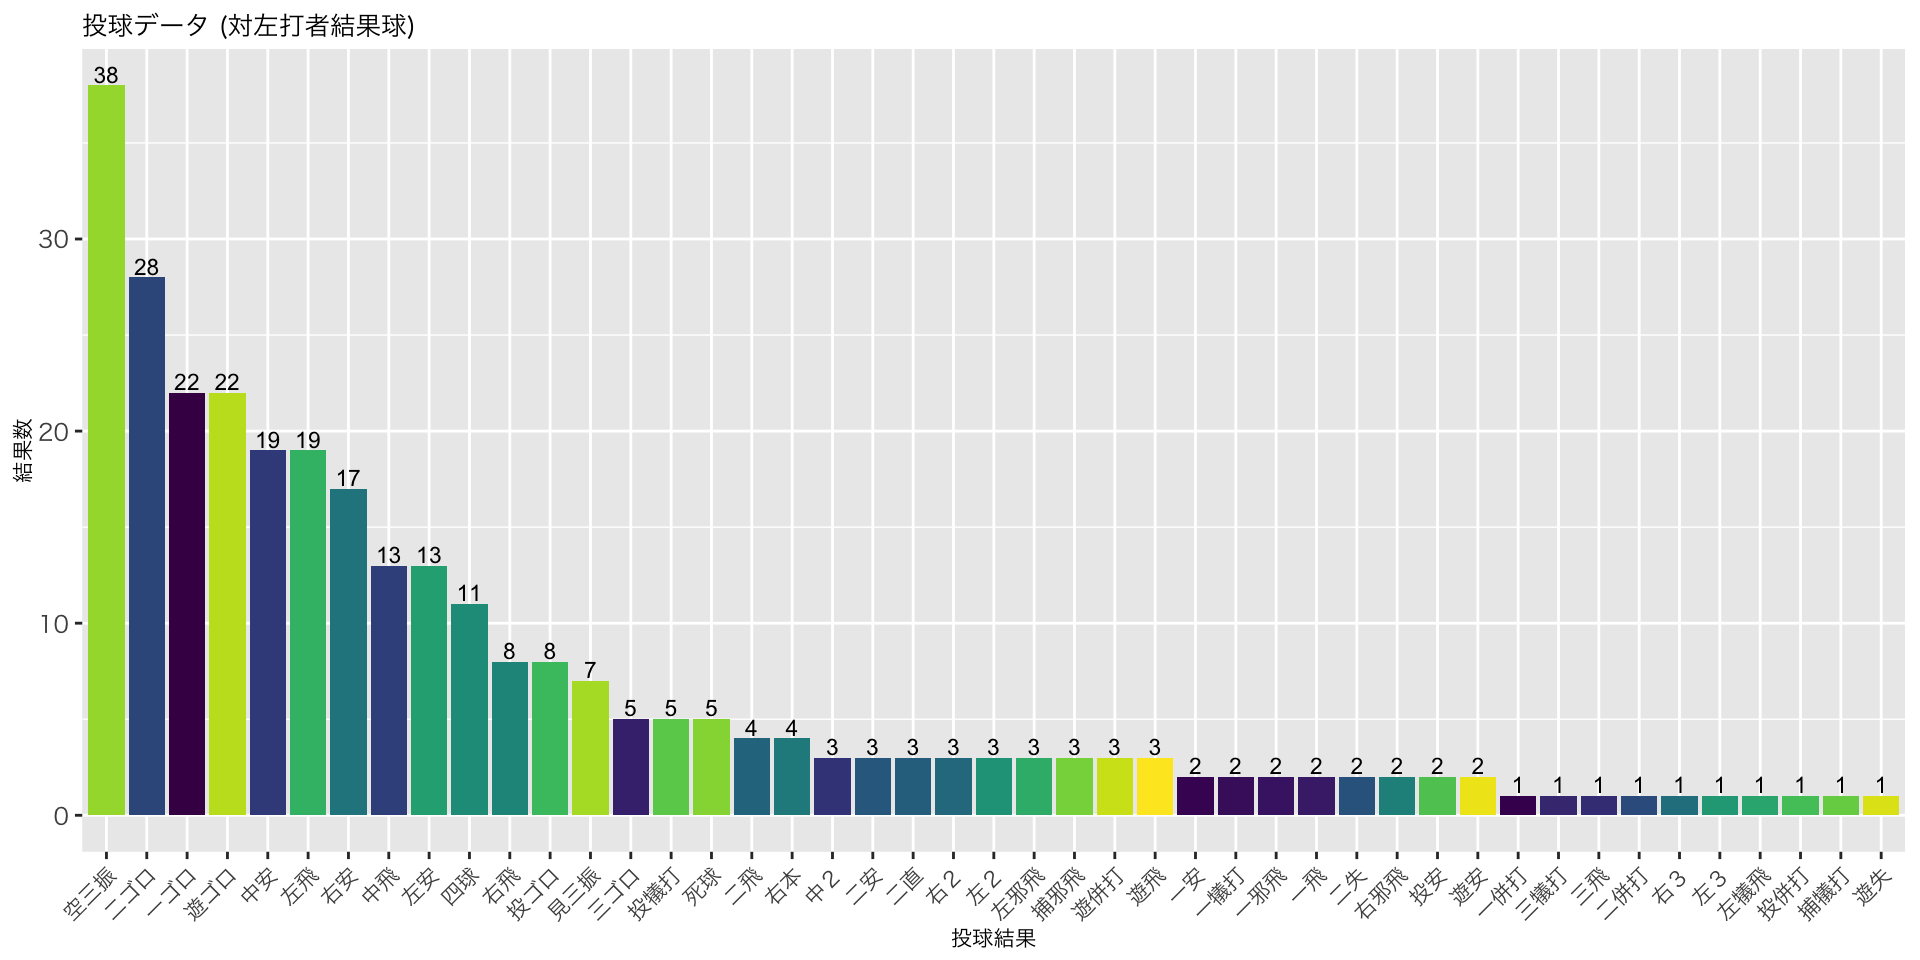 投球データ (対左打者結果球)
結果数
30
20
10
0
38
28
22
22
19
19
17
13
13
11
8
8
7
5
5
5
4
4
3
3
3
3
3
3
3
3
3
2
2
2
2
2
2
2
2
1
1
1
1
1
1
1
1
1
1
空三振
二ゴロ
一ゴロ
遊ゴロ
中安
左飛
右安
中飛
左安
四球
右飛
投ゴロ
見三振
三ゴロ
投犠打
死球
二飛
右本
中２
二安
二直
右２
左２
左邪飛
捕邪飛
遊併打
遊飛
一安
一犠打
一邪飛
一飛
二失
右邪飛
投安
遊安
一併打
三犠打
三飛
二併打
右３
左３
左犠飛
投併打
捕犠打
遊失
投球結果